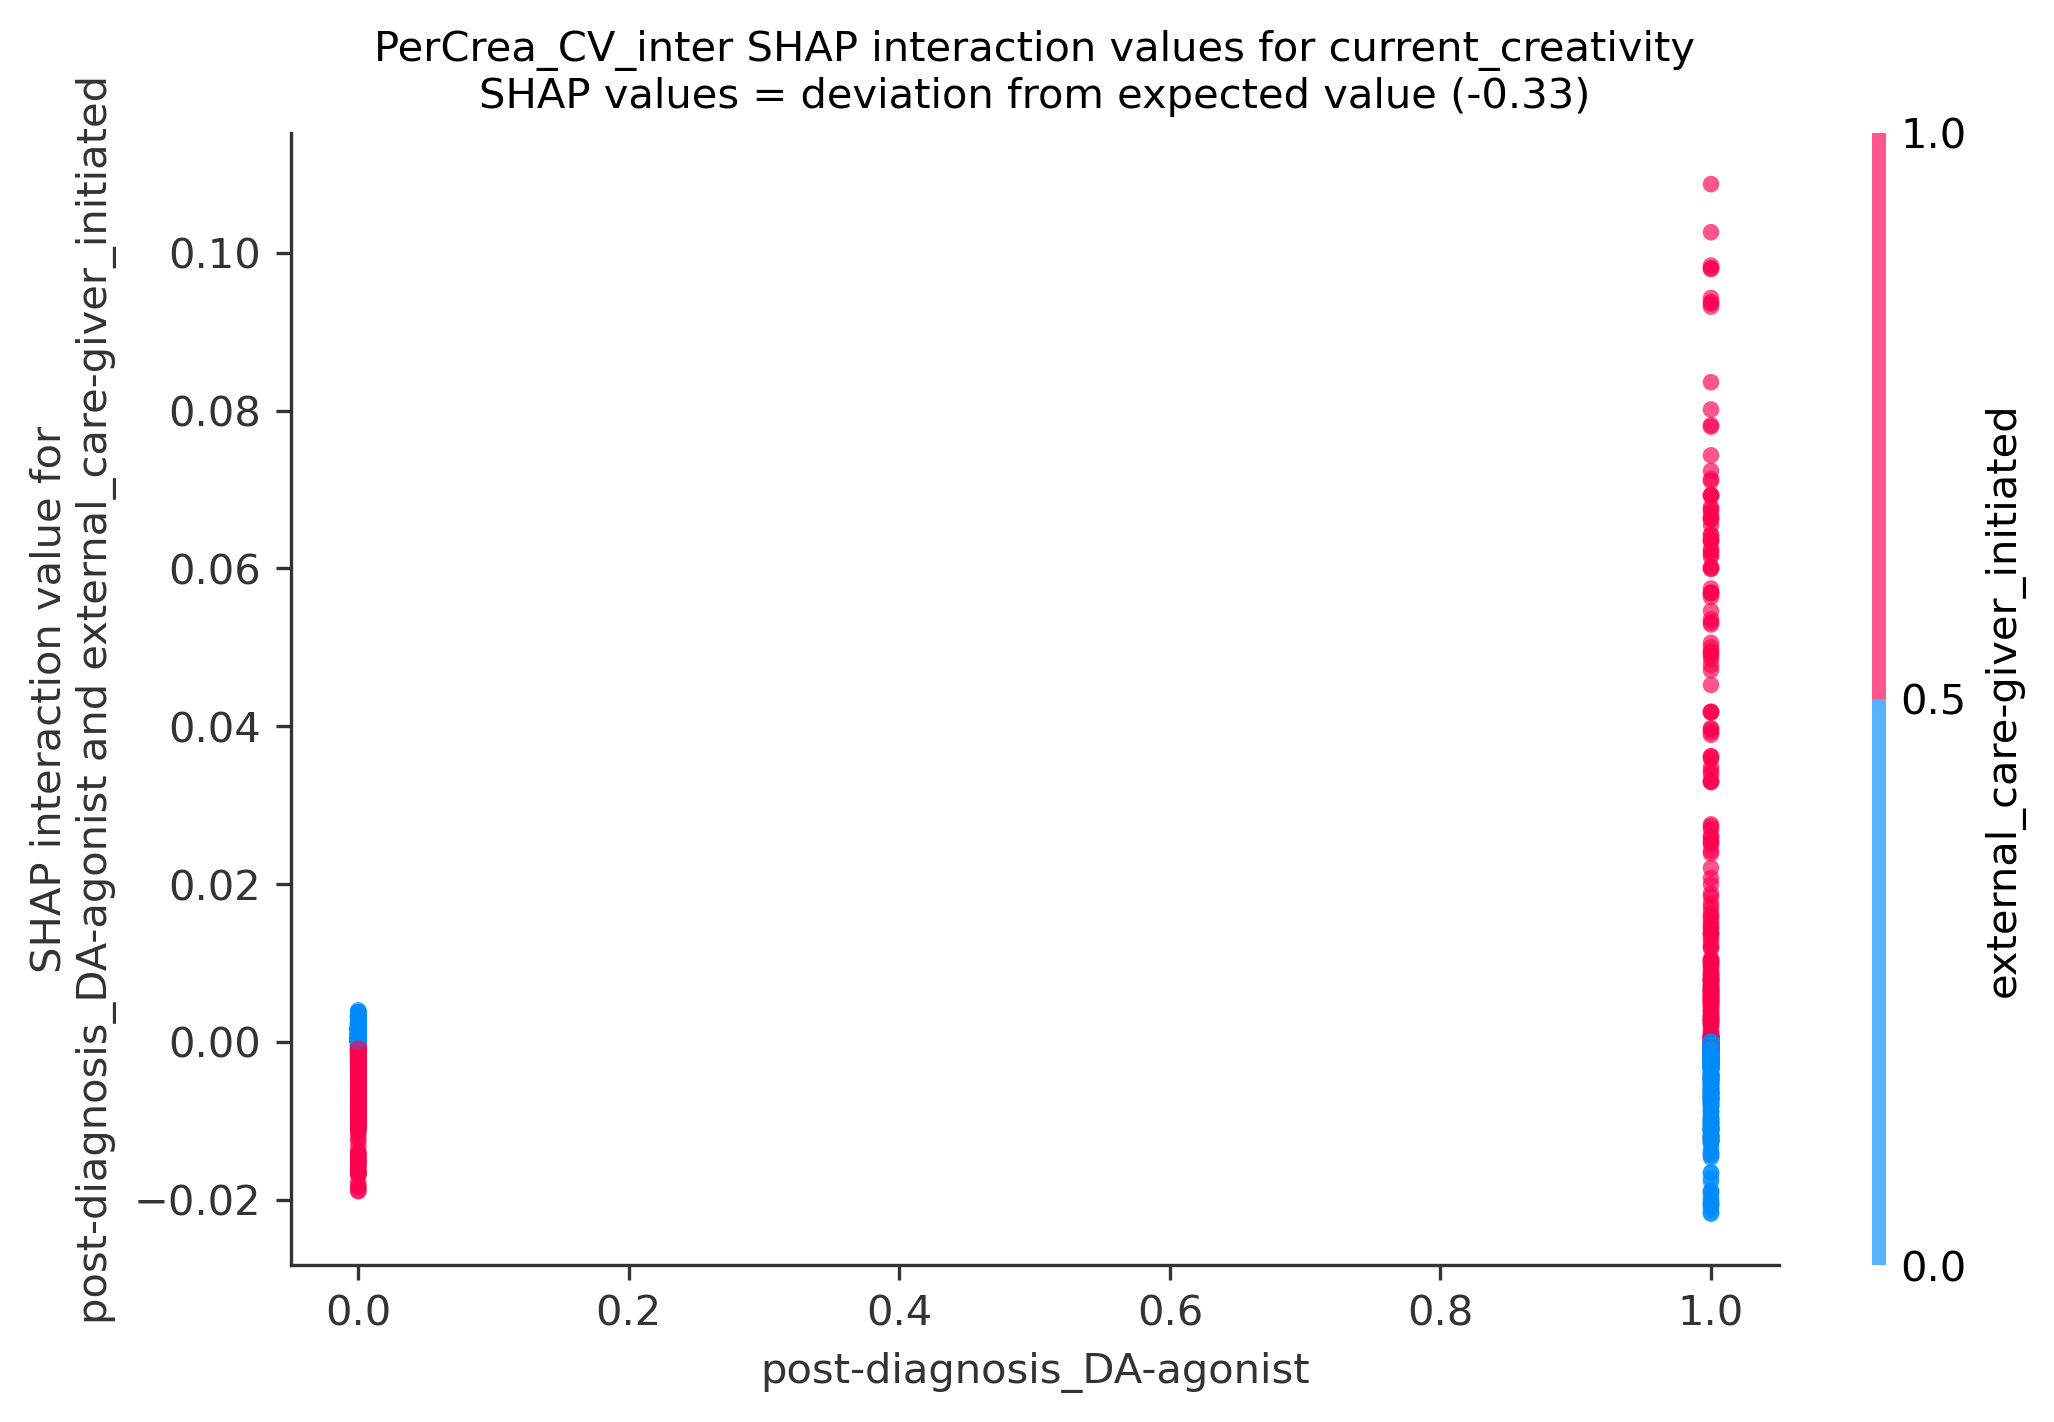 PerCrea_CV_inter SHAP interaction values for current_creativity
SHAP values = deviation from expected value (-0.33)
SHAP interaction value for
post-diagnosis_DA-agonist and external_care-giver_initiated
0.10
0.08
0.06
0.04
0.02
0.00
−0.02
0.0
0.2
0.4
0.6
0.8
1.0
post-diagnosis_DA-agonist
1.0
0.5
0.0
external_care-giver_initiated